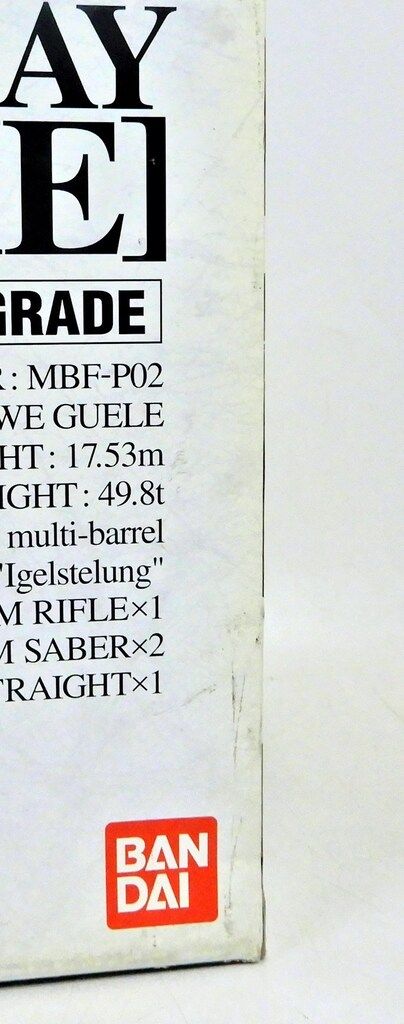 AY
E]
GRADE
R: MBF-P02
WE GUELE
HT: 17.53m
IGHT: 49.8t
multi-barrel
"Igelstelung"
M RIFLE×1
M SABER×2
TRAIGHT×1
BAN
DAI